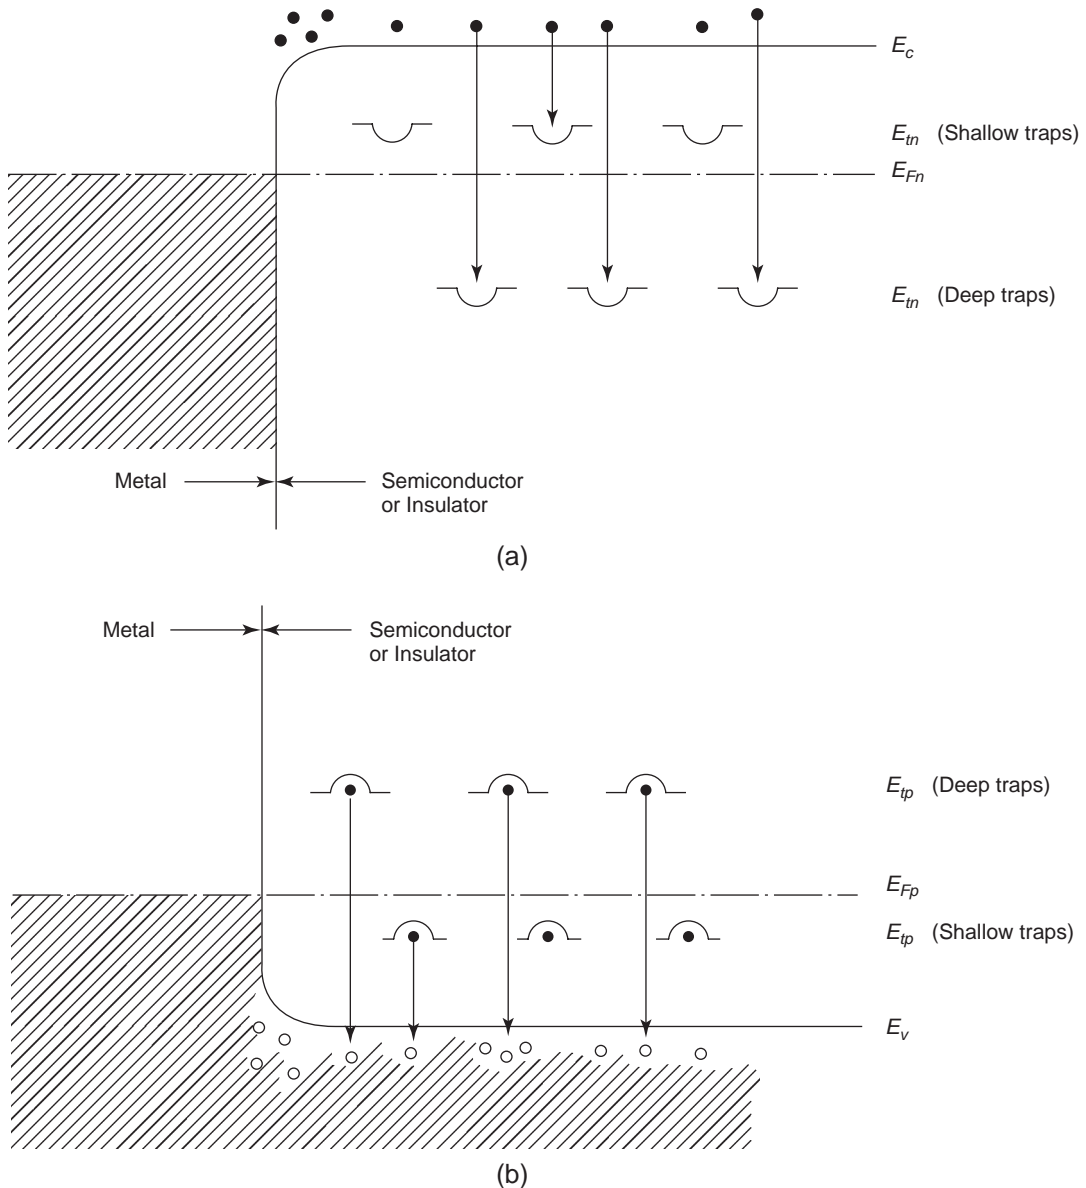 E_c
E_tn (Shallow traps)
E_Fn
E_tn (Deep traps)
Metal
Semiconductor
or Insulator
(a)
Metal
Semiconductor
or Insulator
E_tp (Deep traps)
E_Fp
E_tp (Shallow traps)
E_v
(b)